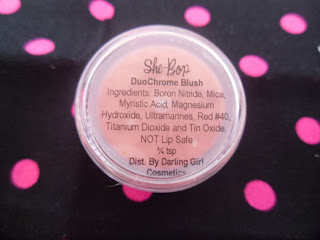 She-Bop
DuoChrome Blush
Ingredients: Boron Nitride, Mica,
Myristic Acid, Magnesium
Hydroxide, Ultramarines, Red #40,
Titanium Dioxide and Tin Oxide.
NOT Lip Safe
¼ tsp
Dist. By Darling Girl
Cosmetics